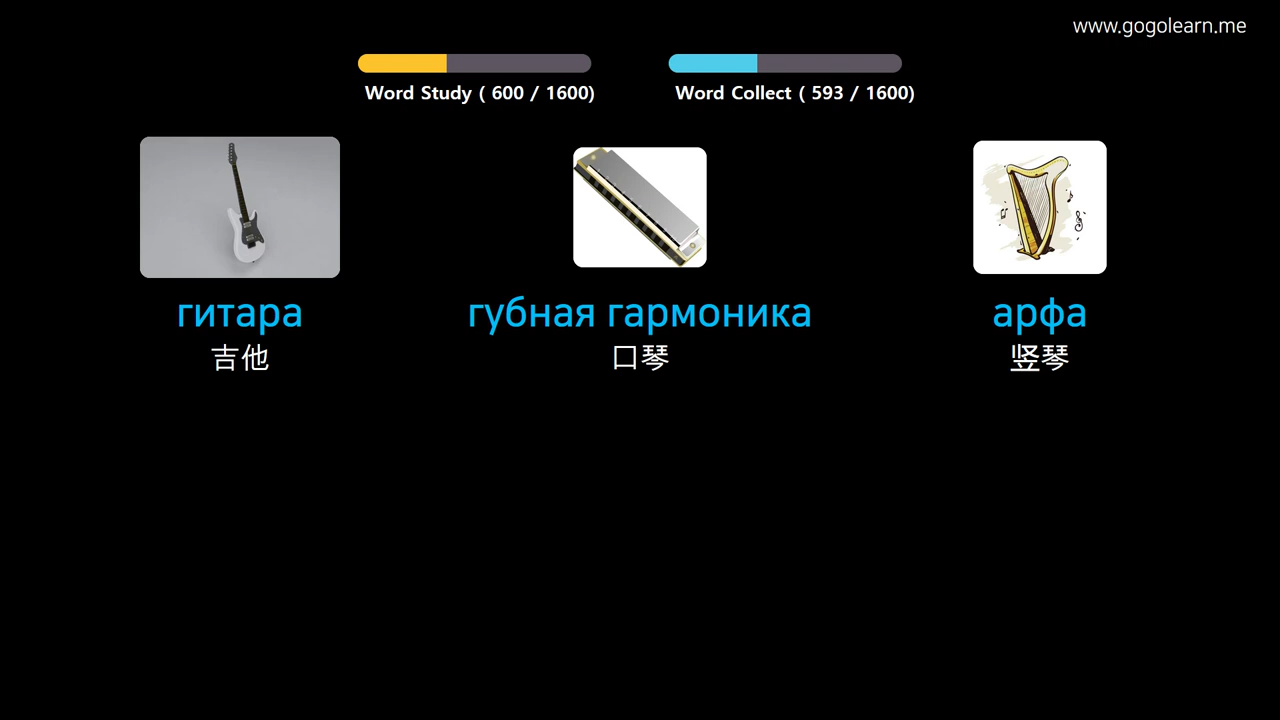 www.gogolearn.me
Word Study ( 600 / 1600)
Word Collect ( 593 / 1600)
гитара
губная гармоника
арфа
吉他
口琴
竖琴